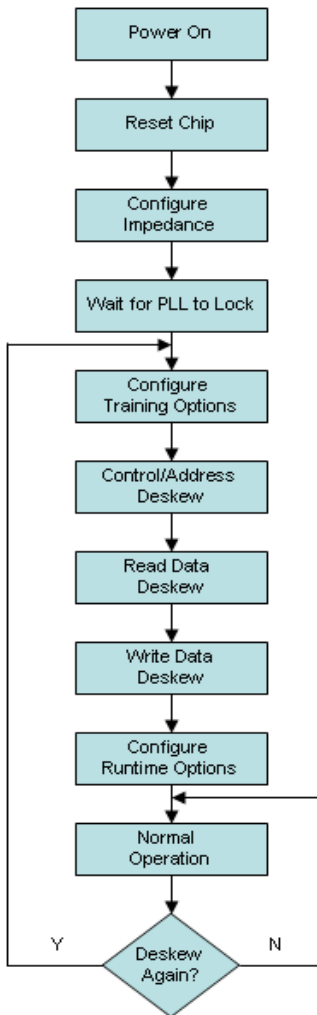 Power On
Reset Chip
Configure
Impedance
Wait for PLL to Lock
Configure
Training Options
Control/Address
Deskew
Read Data
Deskew
Write Data
Deskew
Configure
Runtime Options
Normal
Operation
Y
Deskew
Again?
N